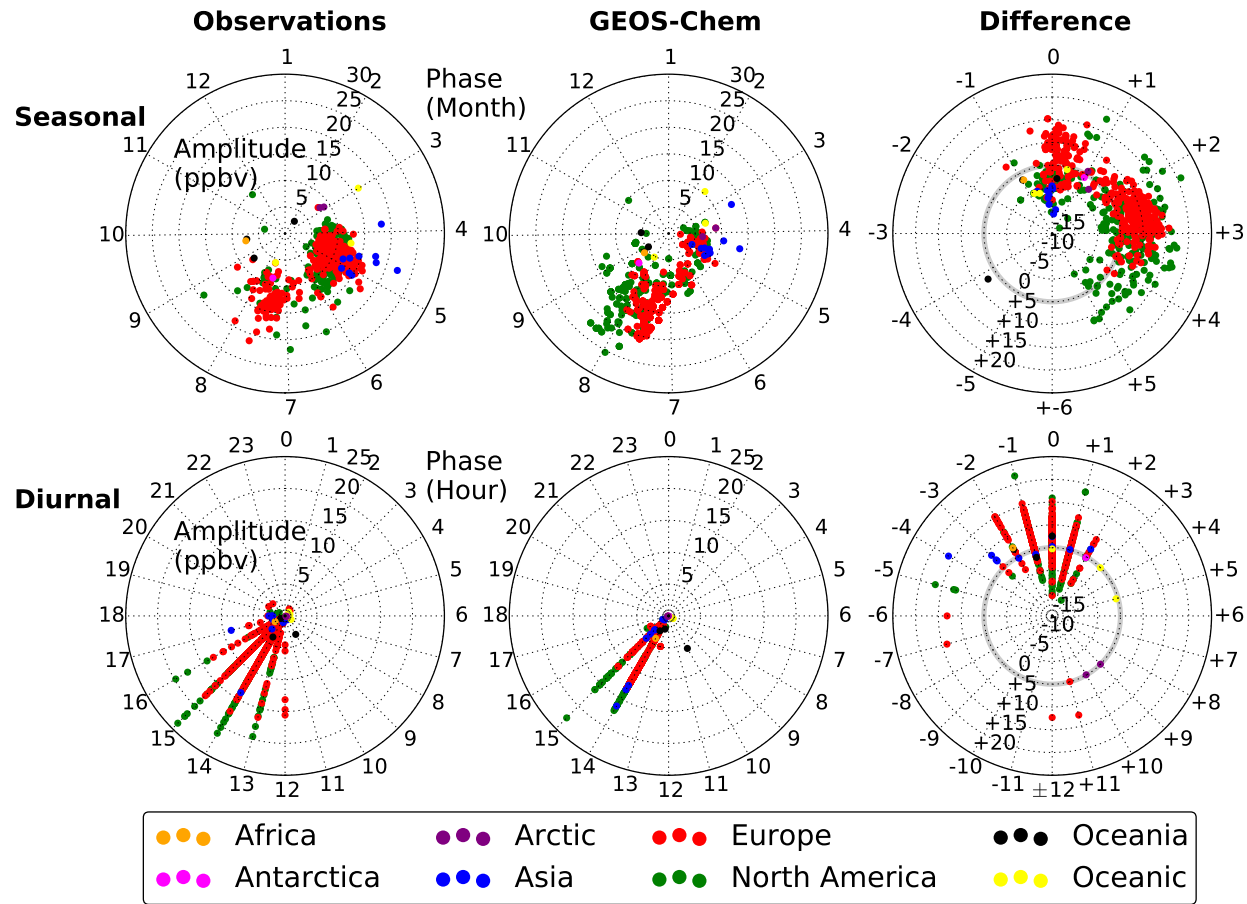 Observations GEOS-Chem Difference
Seasonal
1 2 3 4 5 6 7 8 9 10 11 12
Amplitude
(ppbv)
5 10 15 20 25 30
Phase
(Month)
1 2 3 4 5 6 7 8 9 10 11 12
5 10 15 20 25 30
0 +1 +2 +3 +4 +5 +-6 -5 -4 -3 -2 -1
-15 -10 -5 0 +5 +10 +15 +20
Diurnal
0 1 2 3 4 5 6 7 8 9 10 11 12 13 14 15 16 17 18 19 20 21 22 23
Amplitude
(ppbv)
5 10 15 20 25
Phase
(Hour)
0 1 2 3 4 5 6 7 8 9 10 11 12 13 14 15 16 17 18 19 20 21 22 23
5 10 15 20 25
0 +1 +2 +3 +4 +5 +6 +7 +8 +9 +10 +11 ±12 -11 -10 -9 -8 -7 -6 -5 -4 -3 -2 -1
-15 -10 -5 0 +5 +10 +15 +20
Africa Arctic Europe Oceania
Antarctica Asia North America Oceanic